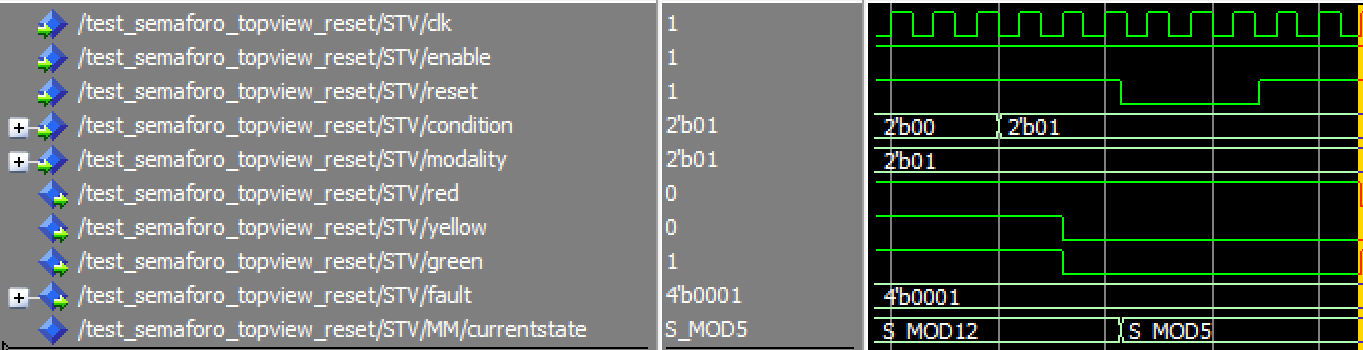 /test_semaforo_topview_reset/STV/clk 1
/test_semaforo_topview_reset/STV/enable 1
/test_semaforo_topview_reset/STV/reset 1
/test_semaforo_topview_reset/STV/condition 2'b01 2'b00 2'b01
/test_semaforo_topview_reset/STV/modality 2'b01 2'b01
/test_semaforo_topview_reset/STV/red 0
/test_semaforo_topview_reset/STV/yellow 0
/test_semaforo_topview_reset/STV/green 1
/test_semaforo_topview_reset/STV/fault 4'b0001 4'b0001
/test_semaforo_topview_reset/STV/MM/currentstate S_MOD5 S_MOD12 S_MOD5